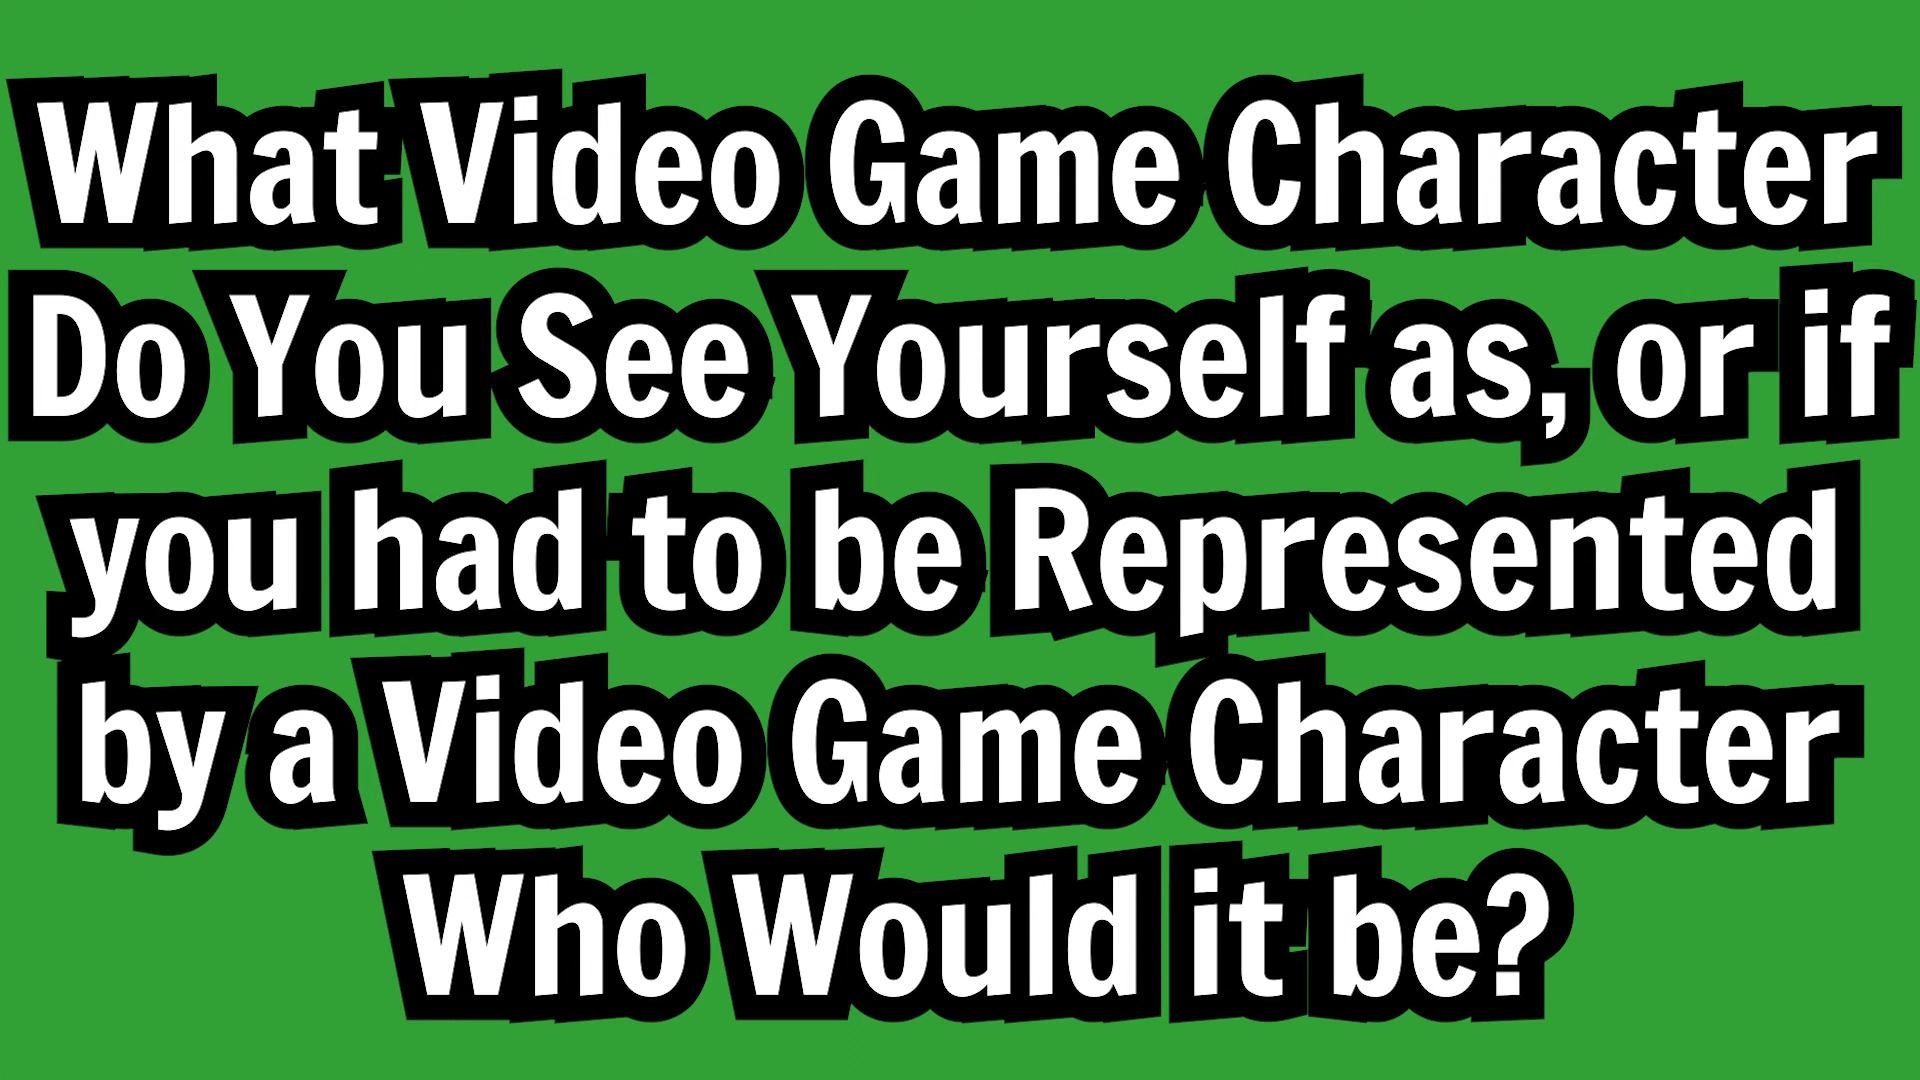 What Video Game Character
Do You See Yourself as, or if
you had to be Represented
by a Video Game Character
Who Would it be?